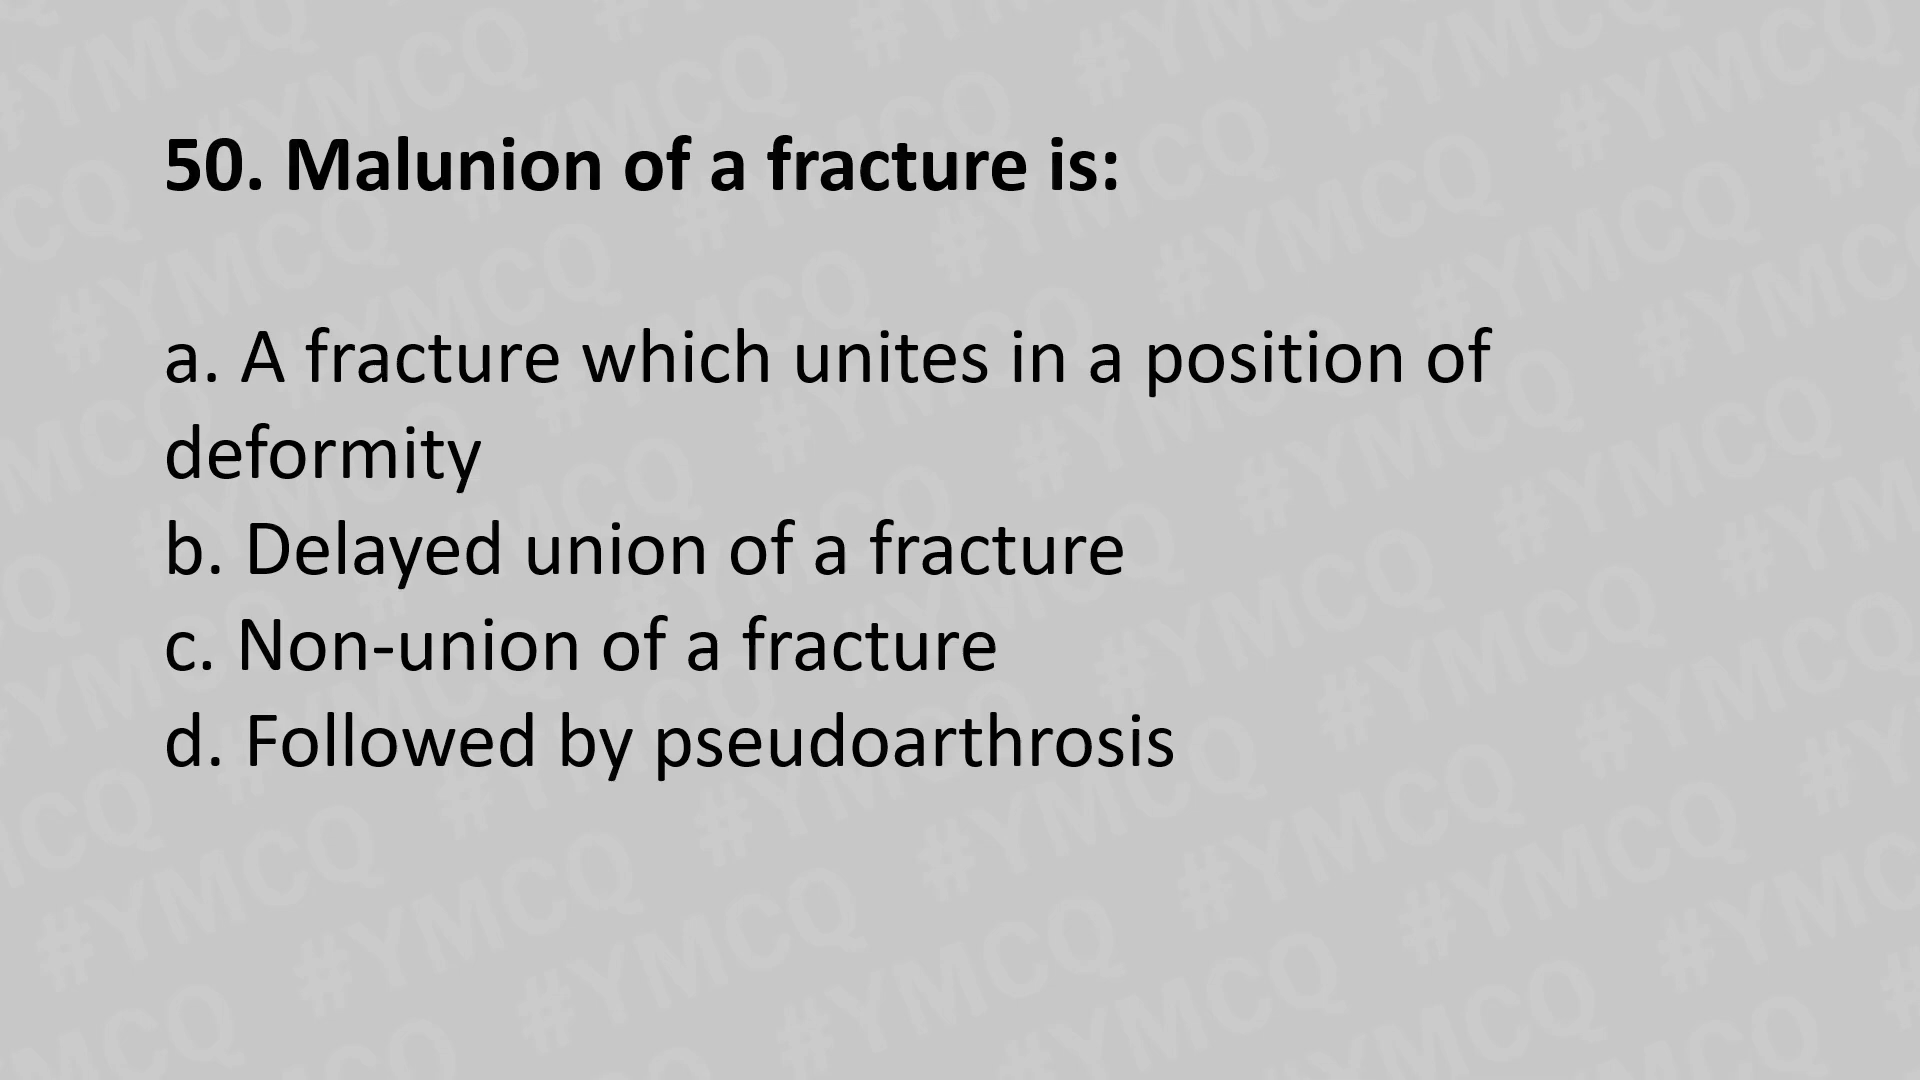 50. Malunion of a fracture is:
a. A fracture which unites in a position of
deformity
b. Delayed union of a fracture
c. Non-union of a fracture
d. Followed by pseudoarthrosis
#YMCQ